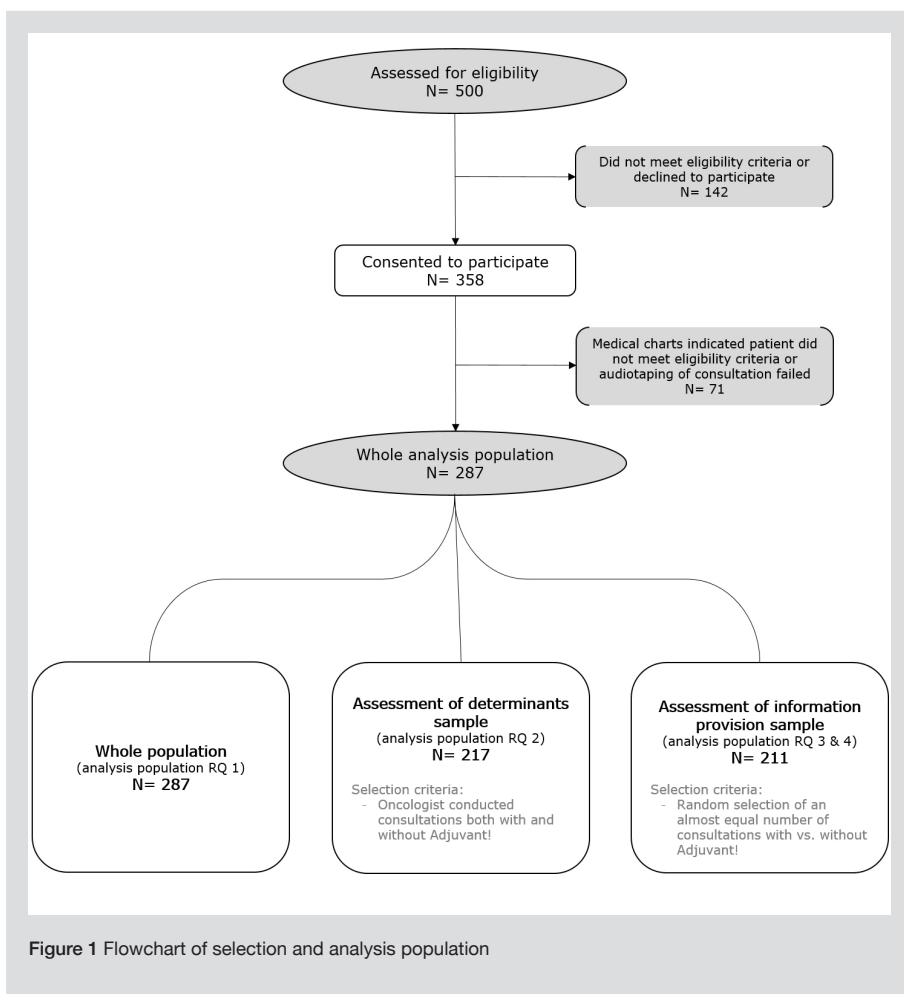 Assessed for eligibility
N= 500
Did not meet eligibility criteria or
declined to participate
N= 142
Consented to participate
N= 358
Medical charts indicated patient did
not meet eligibility criteria or
audiotaping of consultation failed
N= 71
Whole analysis population
N= 287
Whole population
(analysis population RQ 1)
N= 287
Assessment of determinants
sample
(analysis population RQ 2)
N= 217
Selection criteria:
- Oncologist conducted
consultations both with and
without Adjuvant!
Assessment of information
provision sample
(analysis population RQ 3 & 4)
N= 211
Selection criteria:
- Random selection of an
almost equal number of
consultations with vs. without
Adjuvant!
Figure 1 Flowchart of selection and analysis population